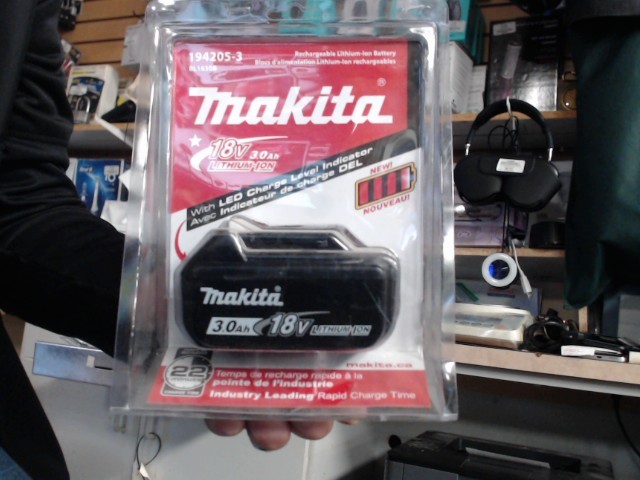 194205-3
Rechargeable Lithium-Ion Battery
Blocs d'alimentation Lithium-Ion rechargeables
makita®
18V 3.0Ah
LITHIUM-ION
With LED Charge Level Indicator
Avec Indicateur de charge DEL
NEW!
NOUVEAU!
makita®
3.0Ah 18V LITHIUM-ION
makita.ca
22
Temps de recharge rapide à la
pointe de l'industrie
Industry Leading Rapid Charge Time